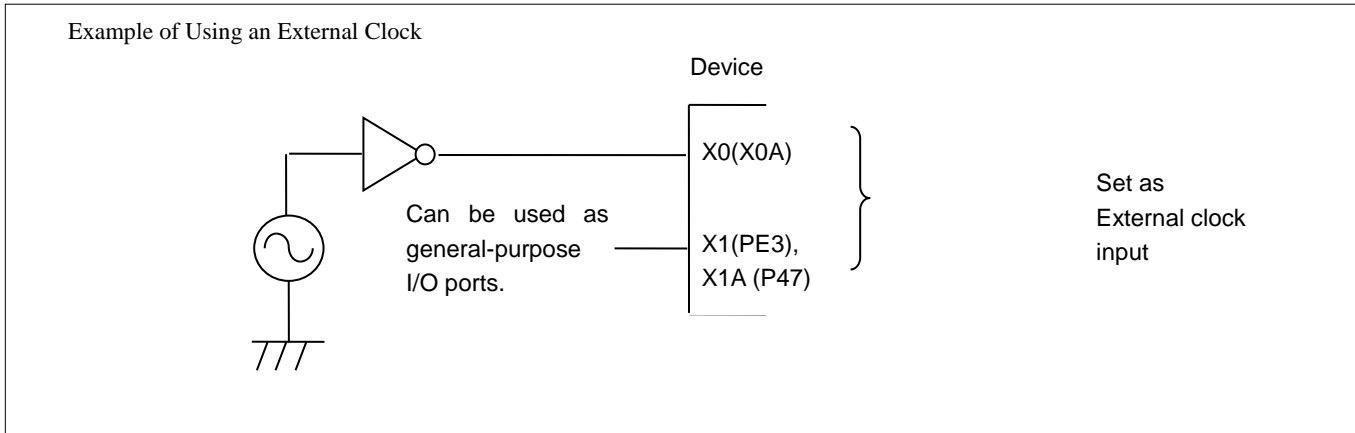 Example of Using an External Clock
Device
X0(X0A)
Can be used as
general-purpose
I/O ports.
X1(PE3),
X1A (P47)
Set as
External clock
input